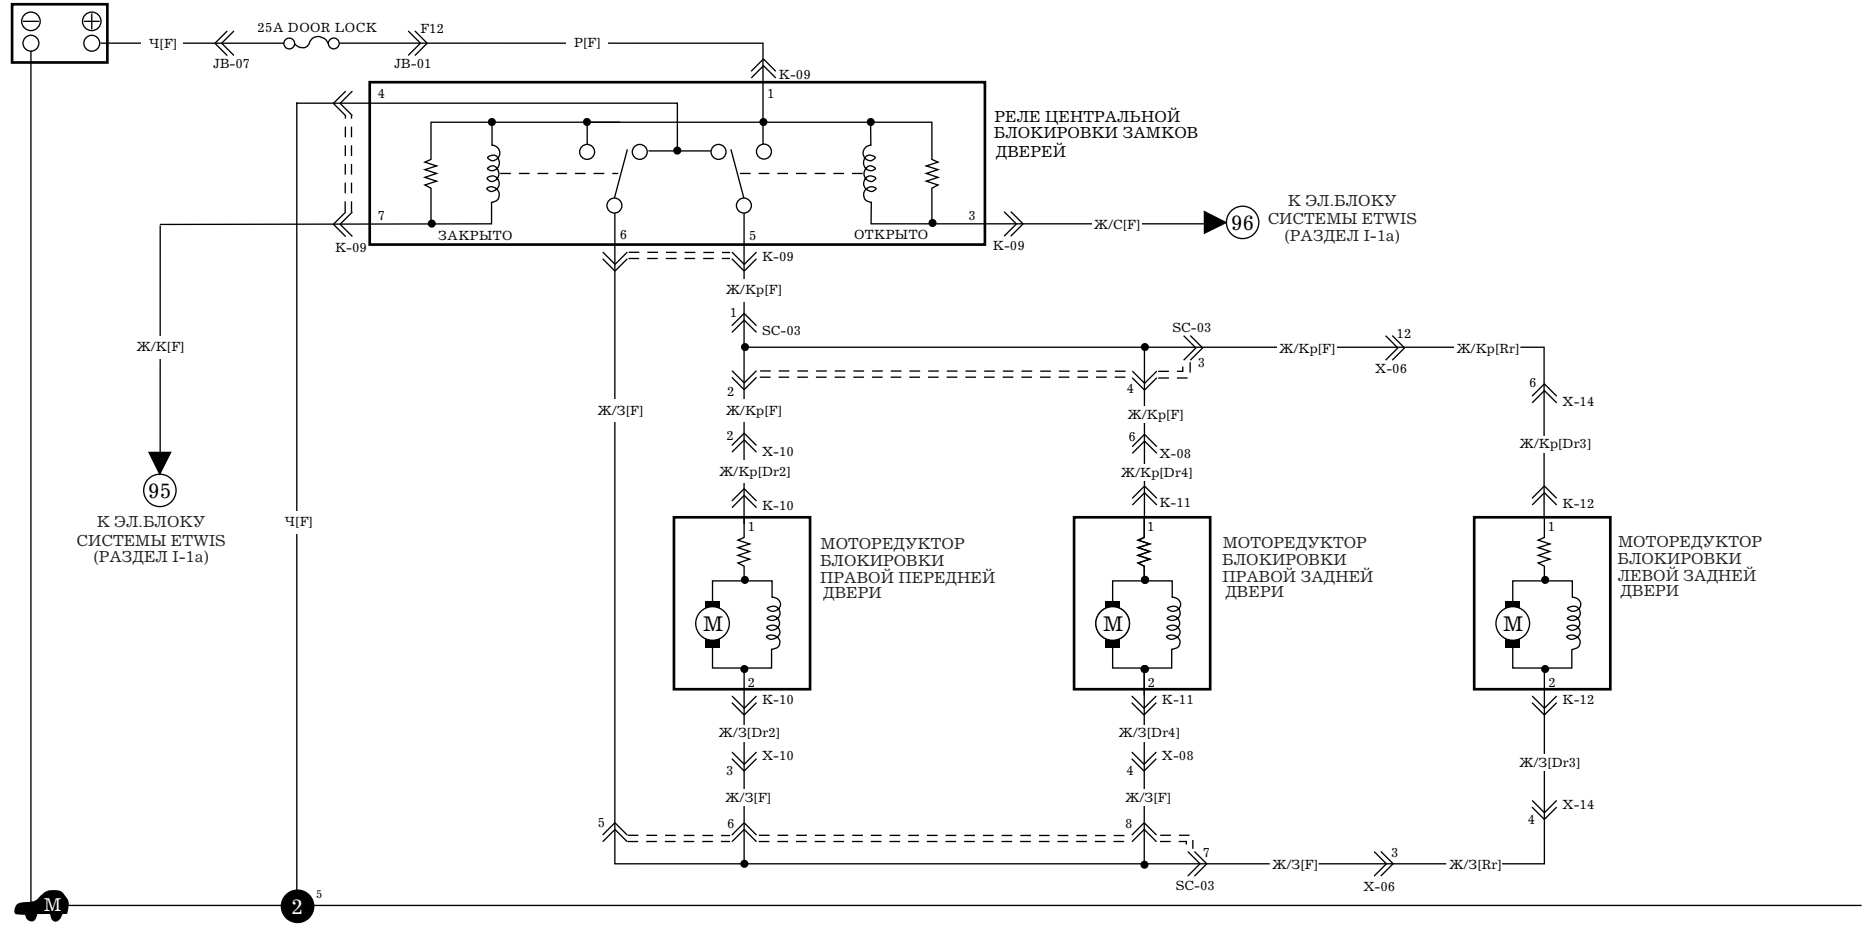 25A DOOR LOCK
F12
Ч[F]
Р[F]
JB-07
JB-01
К-09
4
1
РЕЛЕ ЦЕНТРАЛЬНОЙ
БЛОКИРОВКИ ЗАМКОВ
ДВЕРЕЙ
7
3
ЗАКРЫТО
6
5
ОТКРЫТО
К-09
К-09
К-09
Ж/С[F]
96
К ЭЛ.БЛОКУ
СИСТЕМЫ ETWIS
(РАЗДЕЛ I-1а)
Ж/Кр[F]
1
SC-03
SC-03
3
12
Ж/Кр[F]
Ж/Кр[Rr]
X-06
Ж/К[F]
2
4
6
X-14
Ж/З[F]
Ж/Кр[F]
Ж/Кр[F]
2
X-10
6
X-08
Ж/Кр[Dr3]
Ж/Кр[Dr2]
Ж/Кр[Dr4]
95
К ЭЛ.БЛОКУ
СИСТЕМЫ ETWIS
(РАЗДЕЛ I-1а)
Ч[F]
К-10
К-11
К-12
1
М
2
МОТОРЕДУКТОР
БЛОКИРОВКИ
ПРАВОЙ ПЕРЕДНЕЙ
ДВЕРИ
1
М
2
МОТОРЕДУКТОР
БЛОКИРОВКИ
ПРАВОЙ ЗАДНЕЙ
ДВЕРИ
1
М
2
МОТОРЕДУКТОР
БЛОКИРОВКИ
ЛЕВОЙ ЗАДНЕЙ
ДВЕРИ
К-10
К-11
К-12
Ж/З[Dr2]
Ж/З[Dr4]
Ж/З[Dr3]
X-10
3
X-08
4
X-14
4
Ж/З[F]
Ж/З[F]
5
6
8
7
SC-03
Ж/З[F]
3
X-06
Ж/З[Rr]
М
2
5